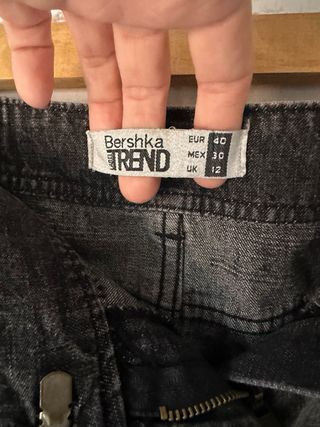 Bershka
TREND
EUR 40
MEX 30
UK 12